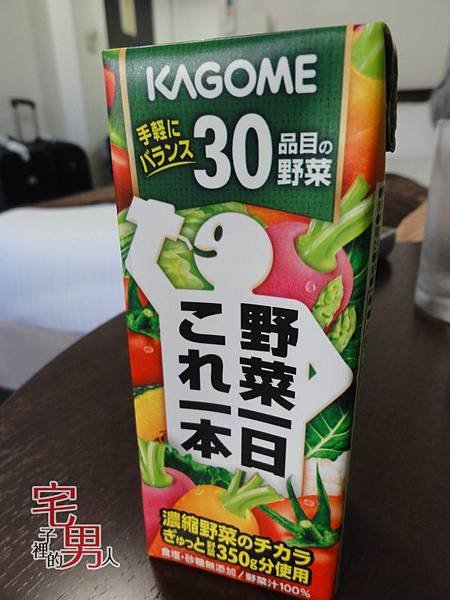 KAGOME
手軽に
バランス
30品目の
野菜
野菜一日
これ一本
濃縮野菜のチカラ
ぎゅっと野菜350g分使用
食塩・砂糖無添加/野菜汁100%
宅男
子裡的人